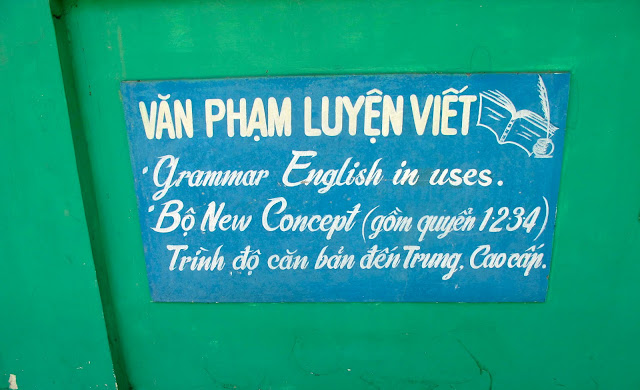 VĂN PHẠM LUYỆN VIẾT
"Grammar English in uses.
"Bộ New Concept (gồm quyển 1·2·3·4)
Trình độ căn bản đến Trung, Cao cấp.